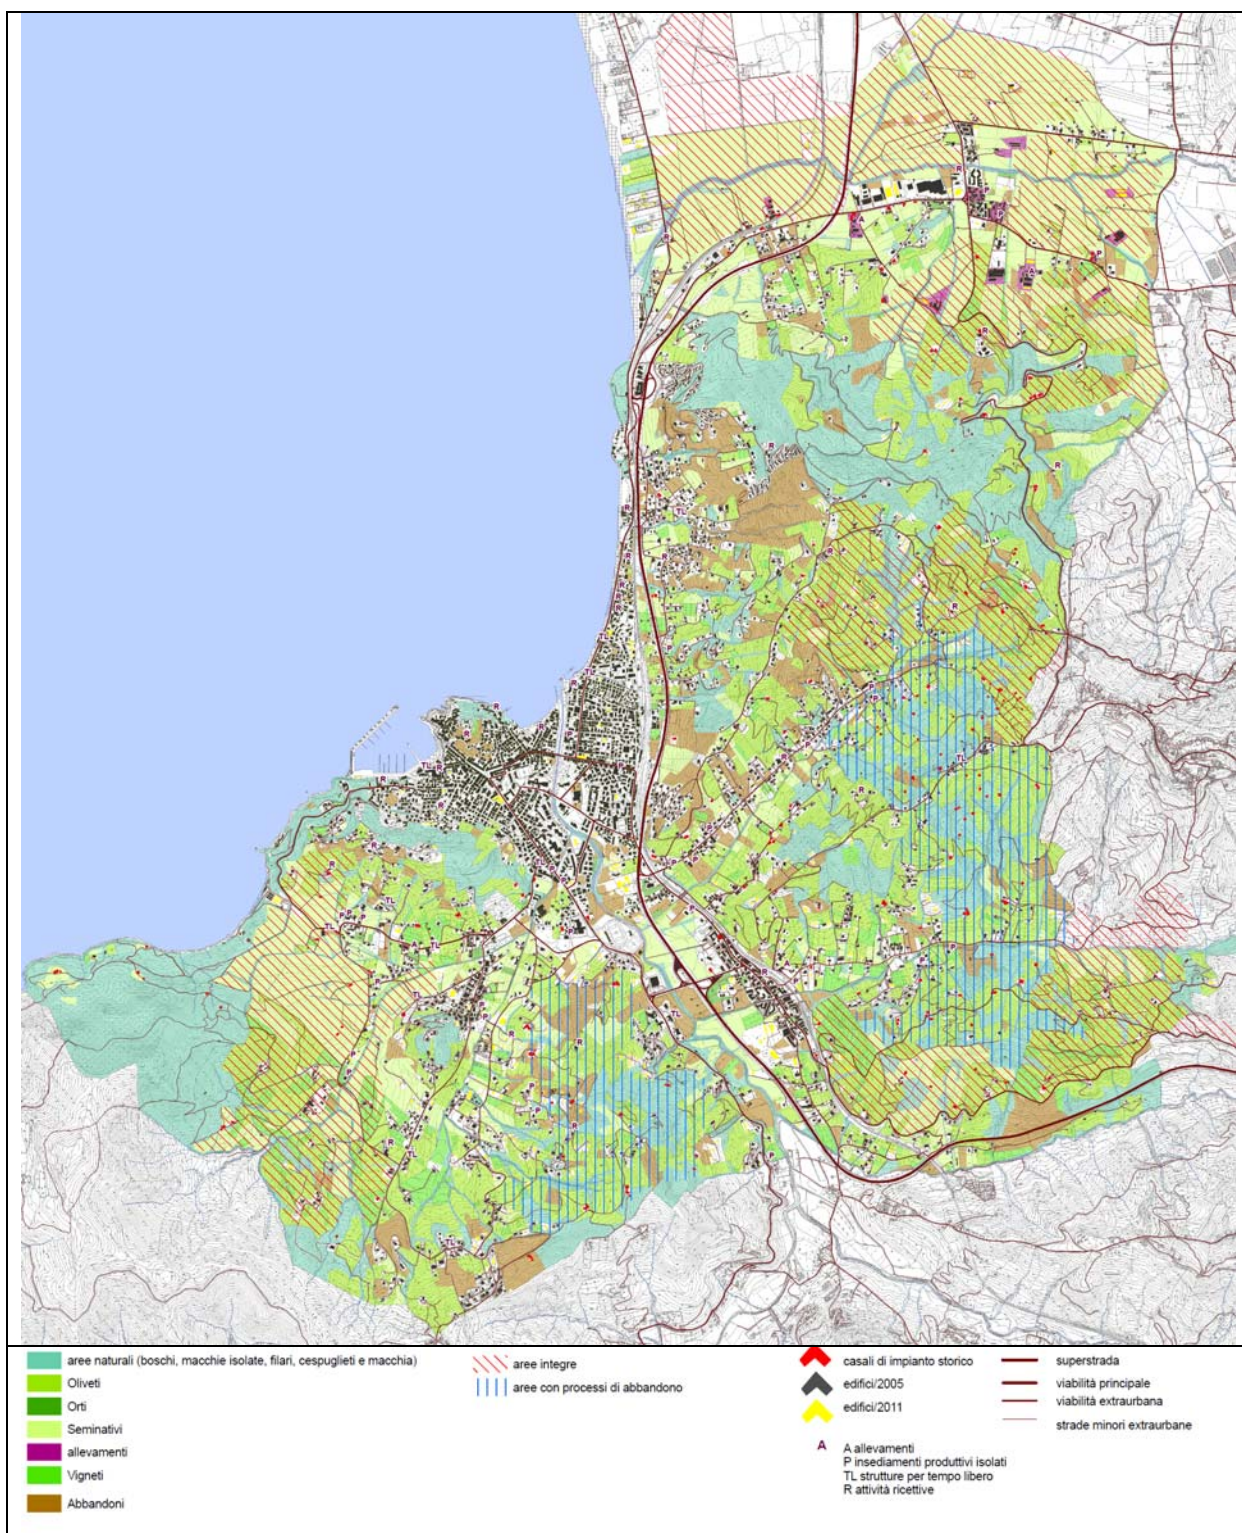 aree naturali (boschi, macchie isolate, filari, cespuglieti e macchia)
Oliveti
Orti
Seminativi
allevamenti
Vigneti
Abbandoni
aree integre
aree con processi di abbandono
casali di impianto storico
edifici/2005
edifici/2011
A
A allevamenti
P insediamenti produttivi isolati
TL strutture per tempo libero
R attività ricettive
superstrada
viabilità principale
viabilità extraurbana
strade minori extraurbane